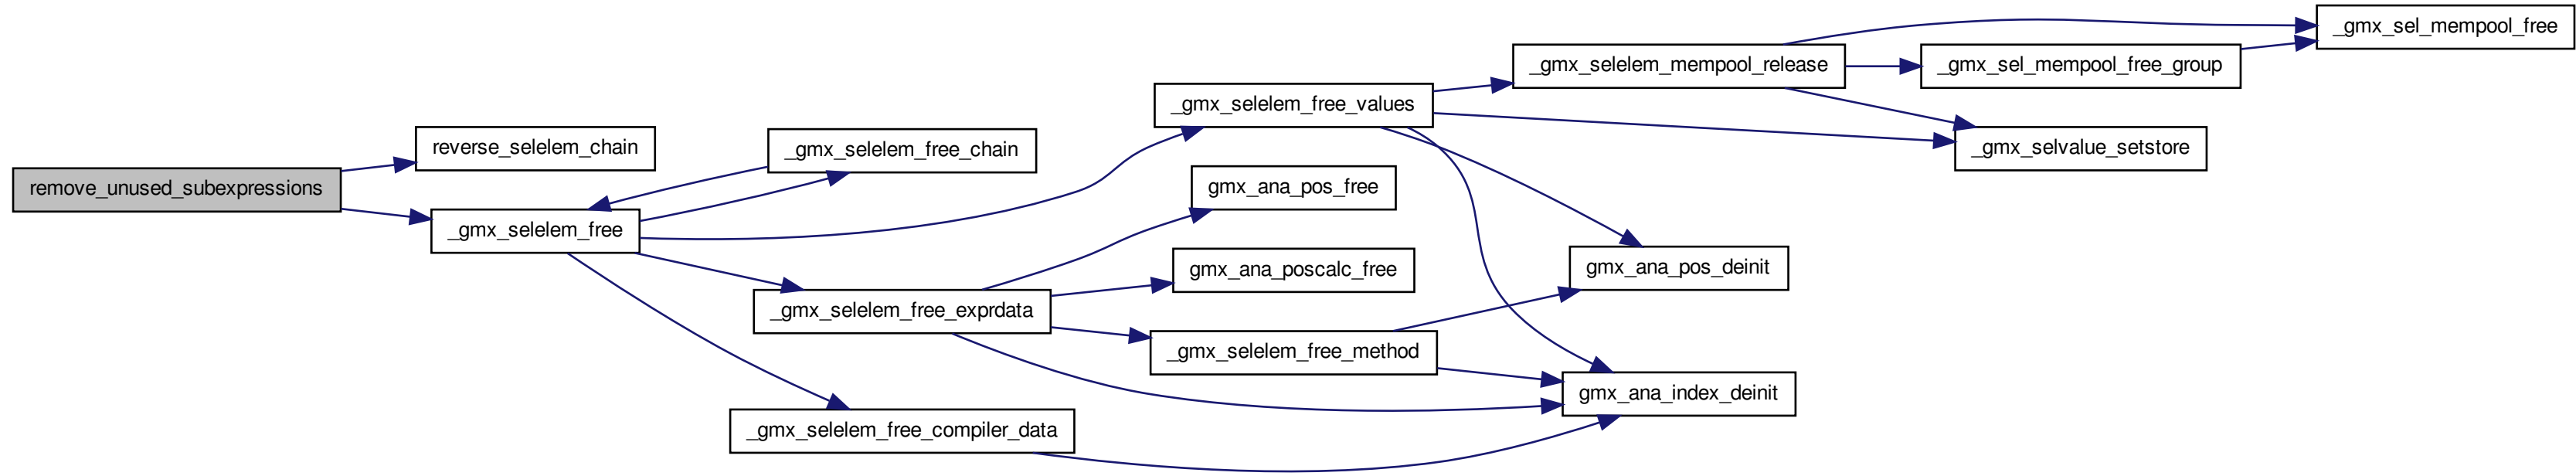 remove_unused_subexpressions
reverse_selelem_chain
_gmx_selelem_free
_gmx_selelem_free_chain
_gmx_selelem_free_exprdata
_gmx_selelem_free_compiler_data
_gmx_selelem_free_values
gmx_ana_pos_free
gmx_ana_poscalc_free
_gmx_selelem_free_method
_gmx_selelem_mempool_release
gmx_ana_pos_deinit
gmx_ana_index_deinit
_gmx_sel_mempool_free_group
_gmx_selvalue_setstore
_gmx_sel_mempool_free